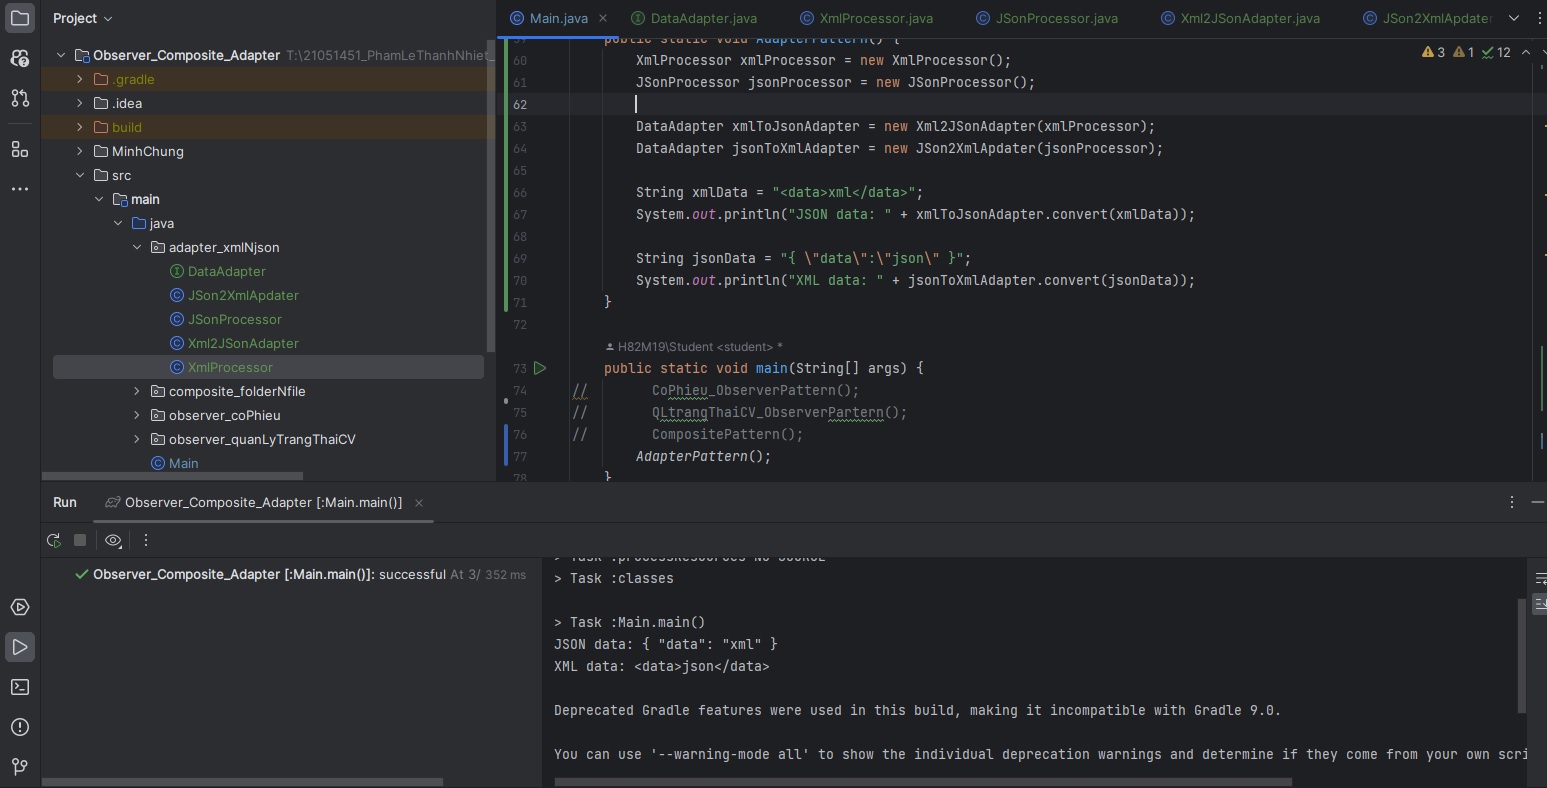 Project
Main.java
DataAdapter.java
XmlProcessor.java
JSonProcessor.java
Xml2JSonAdapter.java
JSon2XmlApdater
Observer_Composite_Adapter T:\21051451_PhamLeThanhNhiet_
.gradle
.idea
build
MinhChung
src
main
java
adapter_xmlNjson
DataAdapter
JSon2XmlApdater
JSonProcessor
Xml2JSonAdapter
XmlProcessor
composite_folderNfile
observer_coPhieu
observer_quanLyTrangThaiCV
Main
3 1 12
59 public static void AdapterPattern() {
60 XmlProcessor xmlProcessor = new XmlProcessor();
61 JSonProcessor jsonProcessor = new JSonProcessor();
62
63 DataAdapter xmlToJsonAdapter = new Xml2JSonAdapter(xmlProcessor);
64 DataAdapter jsonToXmlAdapter = new JSon2XmlApdater(jsonProcessor);
65
66 String xmlData = "<data>xml</data>";
67 System.out.println("JSON data: " + xmlToJsonAdapter.convert(xmlData));
68
69 String jsonData = "{ \"data\":\"json\" }";
70 System.out.println("XML data: " + jsonToXmlAdapter.convert(jsonData));
71 }
72
H82M19\Student <student> *
73 public static void main(String[] args) {
74 // CoPhieu_ObserverPattern();
75 // QLtrangThaiCV_ObserverPartern();
76 // CompositePattern();
77 AdapterPattern();
78 }
Run
Observer_Composite_Adapter [:Main.main()]
Observer_Composite_Adapter [:Main.main()]: successful At 3/ 352 ms
> Task :processResources NO-SOURCE
> Task :classes
> Task :Main.main()
JSON data: { "data": "xml" }
XML data: <data>json</data>
Deprecated Gradle features were used in this build, making it incompatible with Gradle 9.0.
You can use '--warning-mode all' to show the individual deprecation warnings and determine if they come from your own scri